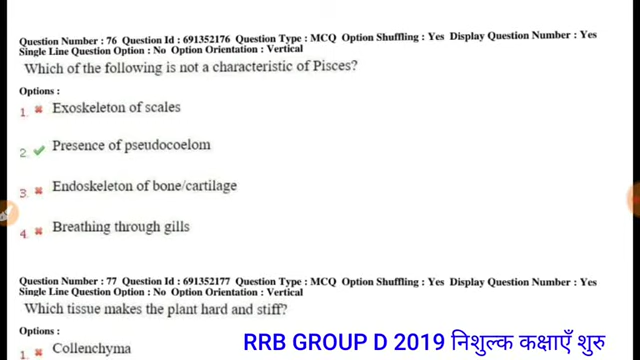 Question Number : 76 Question Id : 691352176 Question Type : MCQ Option Shuffling : Yes Display Question Number : Yes
Single Line Question Option : No Option Orientation : Vertical
Which of the following is not a characteristic of Pisces?
Options :
1. Exoskeleton of scales
2. Presence of pseudocoelom
3. Endoskeleton of bone/cartilage
4. Breathing through gills
Question Number : 77 Question Id : 691352177 Question Type : MCQ Option Shuffling : Yes Display Question Number : Yes
Single Line Question Option : No Option Orientation : Vertical
Which tissue makes the plant hard and stiff?
Options :
1. Collenchyma
RRB GROUP D 2019 निशुल्क कक्षाएँ शुरु